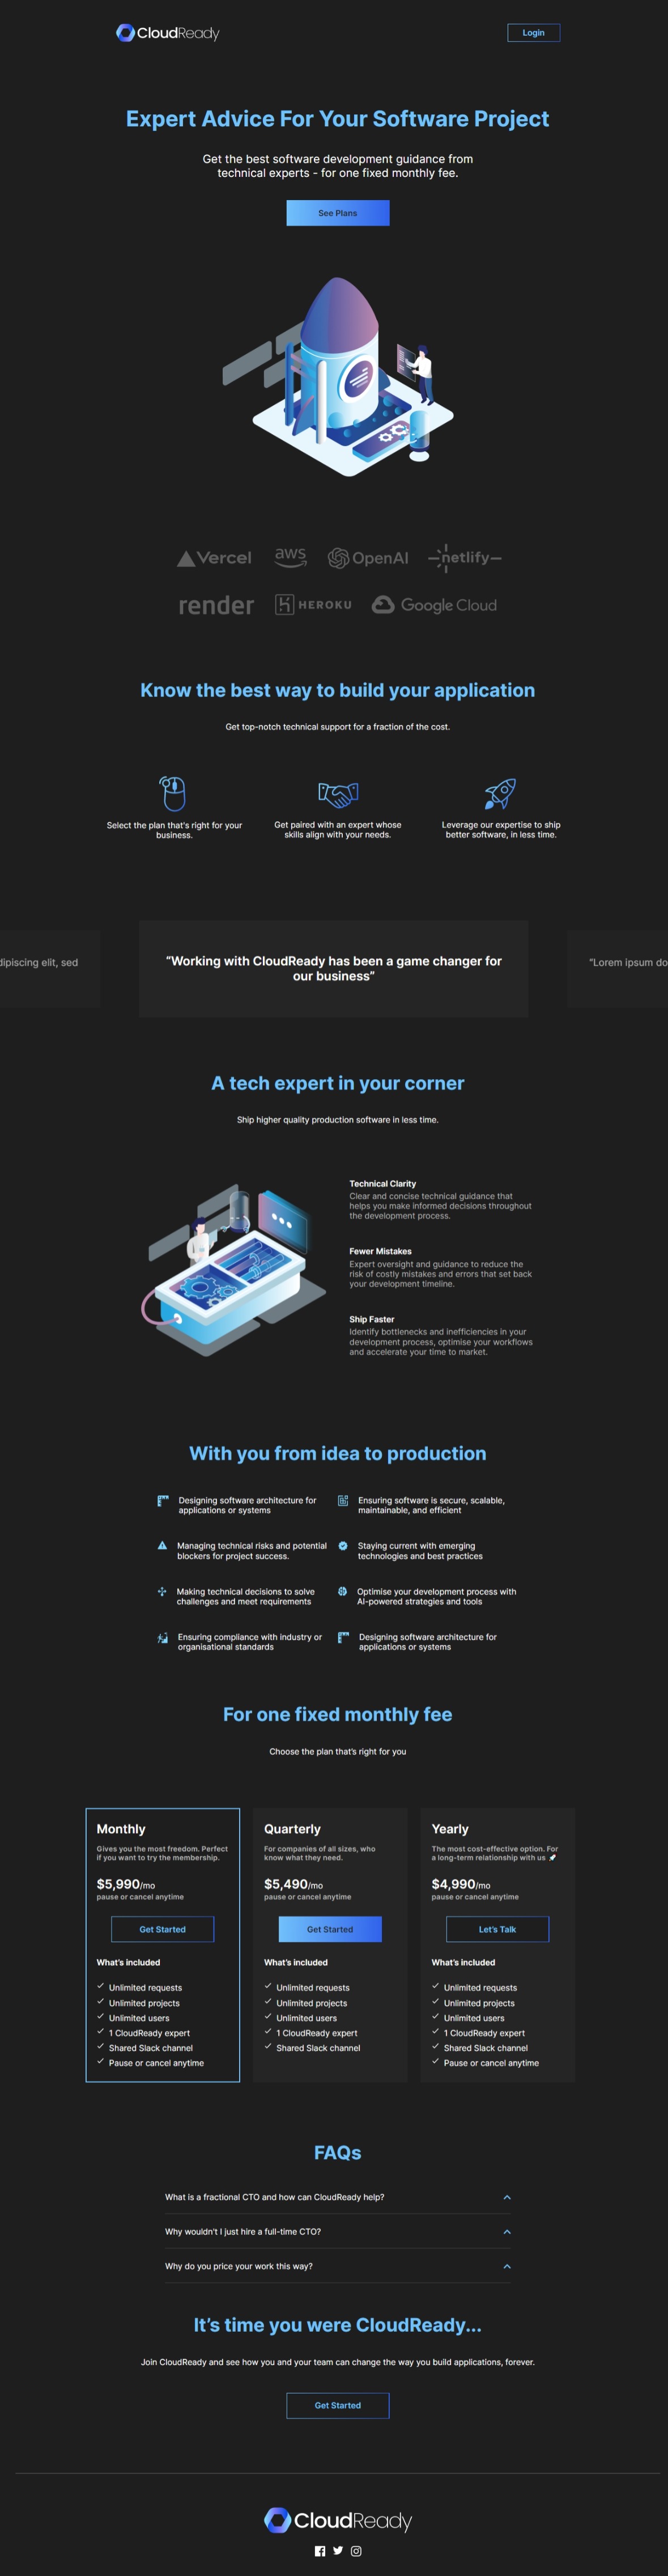 CloudReady
Login
Expert Advice For Your Software Project
Get the best software development guidance from
technical experts - for one fixed monthly fee.
See Plans
Vercel
aws
OpenAI
netlify
render
HEROKU
Google Cloud
Know the best way to build your application
Get top-notch technical support for a fraction of the cost.
Select the plan that's right for your
business.
Get paired with an expert whose
skills align with your needs.
Leverage our expertise to ship
better software, in less time.
dipiscing elit, sed
“Working with CloudReady has been a game changer for
our business”
“Lorem ipsum do
A tech expert in your corner
Ship higher quality production software in less time.
Technical Clarity
Clear and concise technical guidance that
helps you make informed decisions throughout
the development process.
Fewer Mistakes
Expert oversight and guidance to reduce the
risk of costly mistakes and errors that set back
your development timeline.
Ship Faster
Identify bottlenecks and inefficiencies in your
development process, optimise your workflows
and accelerate your time to market.
With you from idea to production
Designing software architecture for
applications or systems
Ensuring software is secure, scalable,
maintainable, and efficient
Managing technical risks and potential
blockers for project success.
Staying current with emerging
technologies and best practices
Making technical decisions to solve
challenges and meet requirements
Optimise your development process with
AI-powered strategies and tools
Ensuring compliance with industry or
organisational standards
Designing software architecture for
applications or systems
For one fixed monthly fee
Choose the plan that's right for you
Monthly
Gives you the most freedom. Perfect
if you want to try the membership.
$5,990/mo
pause or cancel anytime
Get Started
What's included
Unlimited requests
Unlimited projects
Unlimited users
1 CloudReady expert
Shared Slack channel
Pause or cancel anytime
Quarterly
For companies of all sizes, who
know what they need.
$5,490/mo
pause or cancel anytime
Get Started
What's included
Unlimited requests
Unlimited projects
Unlimited users
1 CloudReady expert
Shared Slack channel
Yearly
The most cost-effective option. For
a long-term relationship with us 🚀
$4,990/mo
pause or cancel anytime
Let's Talk
What's included
Unlimited requests
Unlimited projects
Unlimited users
1 CloudReady expert
Shared Slack channel
Pause or cancel anytime
FAQs
What is a fractional CTO and how can CloudReady help?
Why wouldn't I just hire a full-time CTO?
Why do you price your work this way?
It's time you were CloudReady...
Join CloudReady and see how you and your team can change the way you build applications, forever.
Get Started
CloudReady